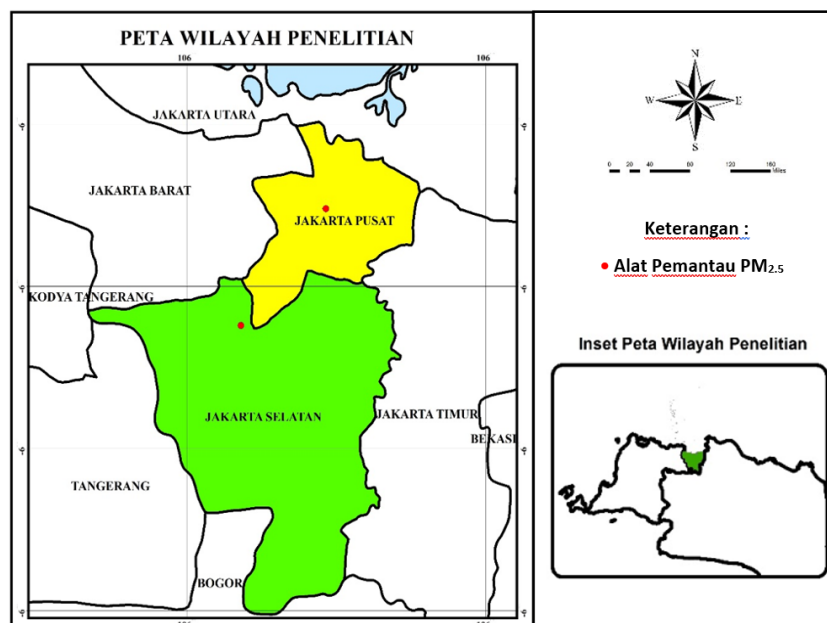 PETA WILAYAH PENELITIAN
106
106
JAKARTA UTARA
JAKARTA BARAT
JAKARTA PUSAT
KODYA TANGERANG
JAKARTA SELATAN
JAKARTA TIMUR
BEKASI
TANGERANG
BOGOR
N
W
E
S
0 20 40 80 120 160
Miles
Keterangan :
Alat Pemantau PM2.5
Inset Peta Wilayah Penelitian